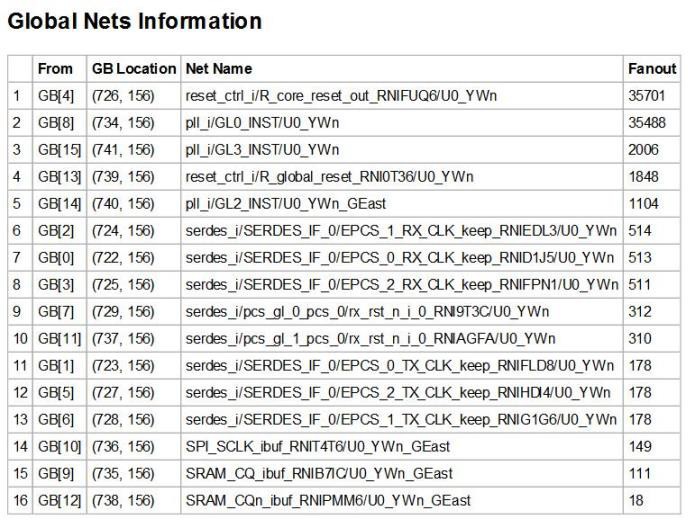 Global Nets Information
From GB Location Net Name Fanout
1 GB[4] (726, 156) reset_ctrl_i/R_core_reset_out_RNIFUQ6/U0_YWn 35701
2 GB[8] (734, 156) pll_i/GL0_INST/U0_YWn 35488
3 GB[15] (741, 156) pll_i/GL3_INST/U0_YWn 2006
4 GB[13] (739, 156) reset_ctrl_i/R_global_reset_RNI0T36/U0_YWn 1848
5 GB[14] (740, 156) pll_i/GL2_INST/U0_YWn_GEast 1104
6 GB[2] (724, 156) serdes_i/SERDES_IF_0/EPCS_1_RX_CLK_keep_RNIEDL3/U0_YWn 514
7 GB[0] (722, 156) serdes_i/SERDES_IF_0/EPCS_0_RX_CLK_keep_RNID1J5/U0_YWn 513
8 GB[3] (725, 156) serdes_i/SERDES_IF_0/EPCS_2_RX_CLK_keep_RNIFPN1/U0_YWn 511
9 GB[7] (729, 156) serdes_i/pcs_gl_0_pcs_0/rx_rst_n_i_0_RNI9T3C/U0_YWn 312
10 GB[11] (737, 156) serdes_i/pcs_gl_1_pcs_0/rx_rst_n_i_0_RNIAGFA/U0_YWn 310
11 GB[1] (723, 156) serdes_i/SERDES_IF_0/EPCS_0_TX_CLK_keep_RNIFLD8/U0_YWn 178
12 GB[5] (727, 156) serdes_i/SERDES_IF_0/EPCS_2_TX_CLK_keep_RNIHDI4/U0_YWn 178
13 GB[6] (728, 156) serdes_i/SERDES_IF_0/EPCS_1_TX_CLK_keep_RNIG1G6/U0_YWn 178
14 GB[10] (736, 156) SPI_SCLK_ibuf_RNIT4T6/U0_YWn_GEast 149
15 GB[9] (735, 156) SRAM_CQ_ibuf_RNIB7IC/U0_YWn_GEast 111
16 GB[12] (738, 156) SRAM_CQn_ibuf_RNIPMM6/U0_YWn_GEast 18